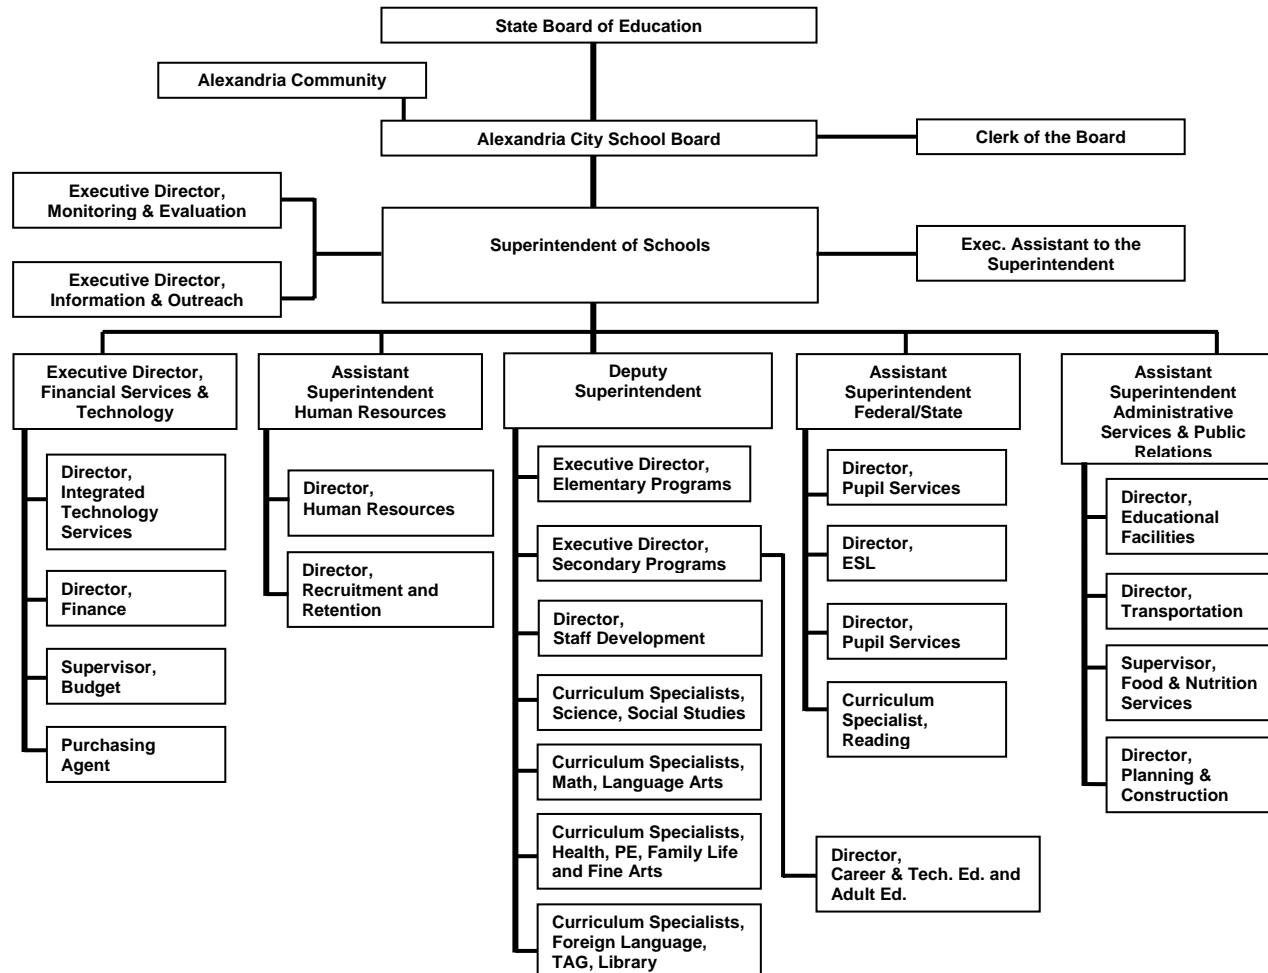 State Board of Education
Alexandria Community
Alexandria City School Board
Clerk of the Board
Executive Director,
Monitoring & Evaluation
Superintendent of Schools
Exec. Assistant to the
Superintendent
Executive Director,
Information & Outreach
Executive Director,
Financial Services &
Technology
Assistant
Superintendent
Human Resources
Deputy
Superintendent
Assistant
Superintendent
Federal/State
Assistant
Superintendent
Administrative
Services & Public
Relations
Director,
Integrated
Technology
Services
Director,
Finance
Supervisor,
Budget
Purchasing
Agent
Director,
Human Resources
Director,
Recruitment and
Retention
Executive Director,
Elementary Programs
Executive Director,
Secondary Programs
Director,
Staff Development
Curriculum Specialists,
Science, Social Studies
Curriculum Specialists,
Math, Language Arts
Curriculum Specialists,
Health, PE, Family Life
and Fine Arts
Curriculum Specialists,
Foreign Language,
TAG, Library
Director,
Pupil Services
Director,
ESL
Director,
Pupil Services
Curriculum
Specialist,
Reading
Director,
Career & Tech. Ed. and
Adult Ed.
Director,
Educational
Facilities
Director,
Transportation
Supervisor,
Food & Nutrition
Services
Director,
Planning &
Construction